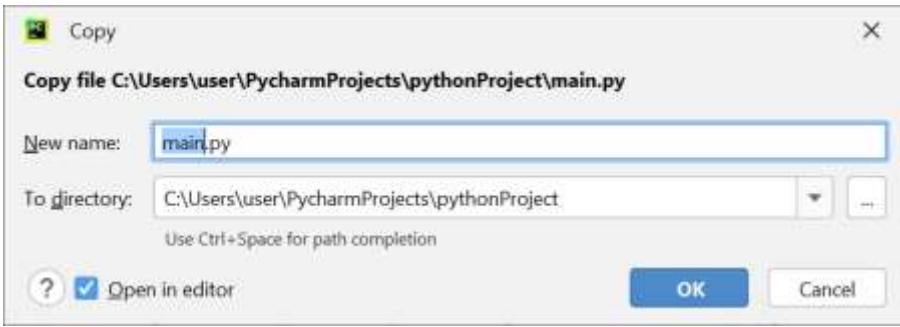 Copy
Copy file C:\Users\user\PycharmProjects\pythonProject\main.py
New name: main.py
To directory: C:\Users\user\PycharmProjects\pythonProject ...
Use Ctrl+Space for path completion
? Open in editor OK Cancel